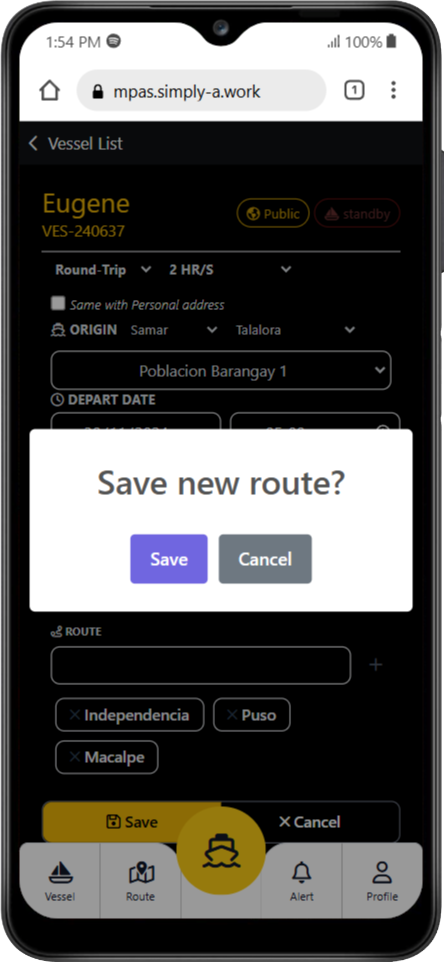 1:54 PM
100%
mpas.simply-a.work
1
Vessel List
Eugene
Public
standby
VES-240637
Round-Trip 2 HR/S
Same with Personal address
ORIGIN Samar Talalora
Poblacion Barangay 1
DEPART DATE
Save new route?
Save Cancel
ROUTE
Independencia
Puso
Macalpe
Save
Cancel
Vessel
Route
Alert
Profile